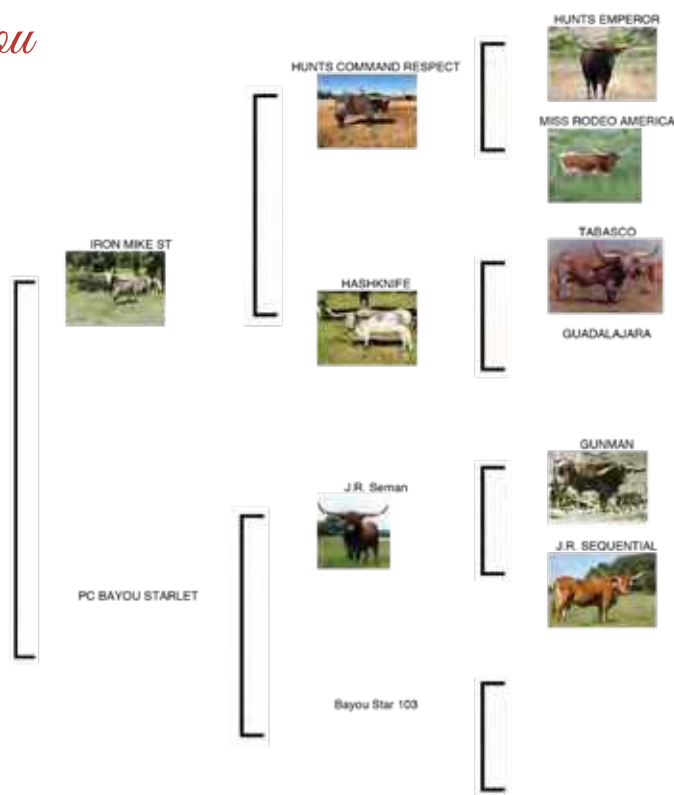 ou
HUNTS EMPEROR
HUNTS COMMAND RESPECT
MISS RODEO AMERICA
IRON MIKE ST
TABASCO
HASHKNIFE
GUADALAJARA
GUNMAN
J.R. Seman
J.R. SEQUENTIAL
PC BAYOU STARLET
Bayou Star 103